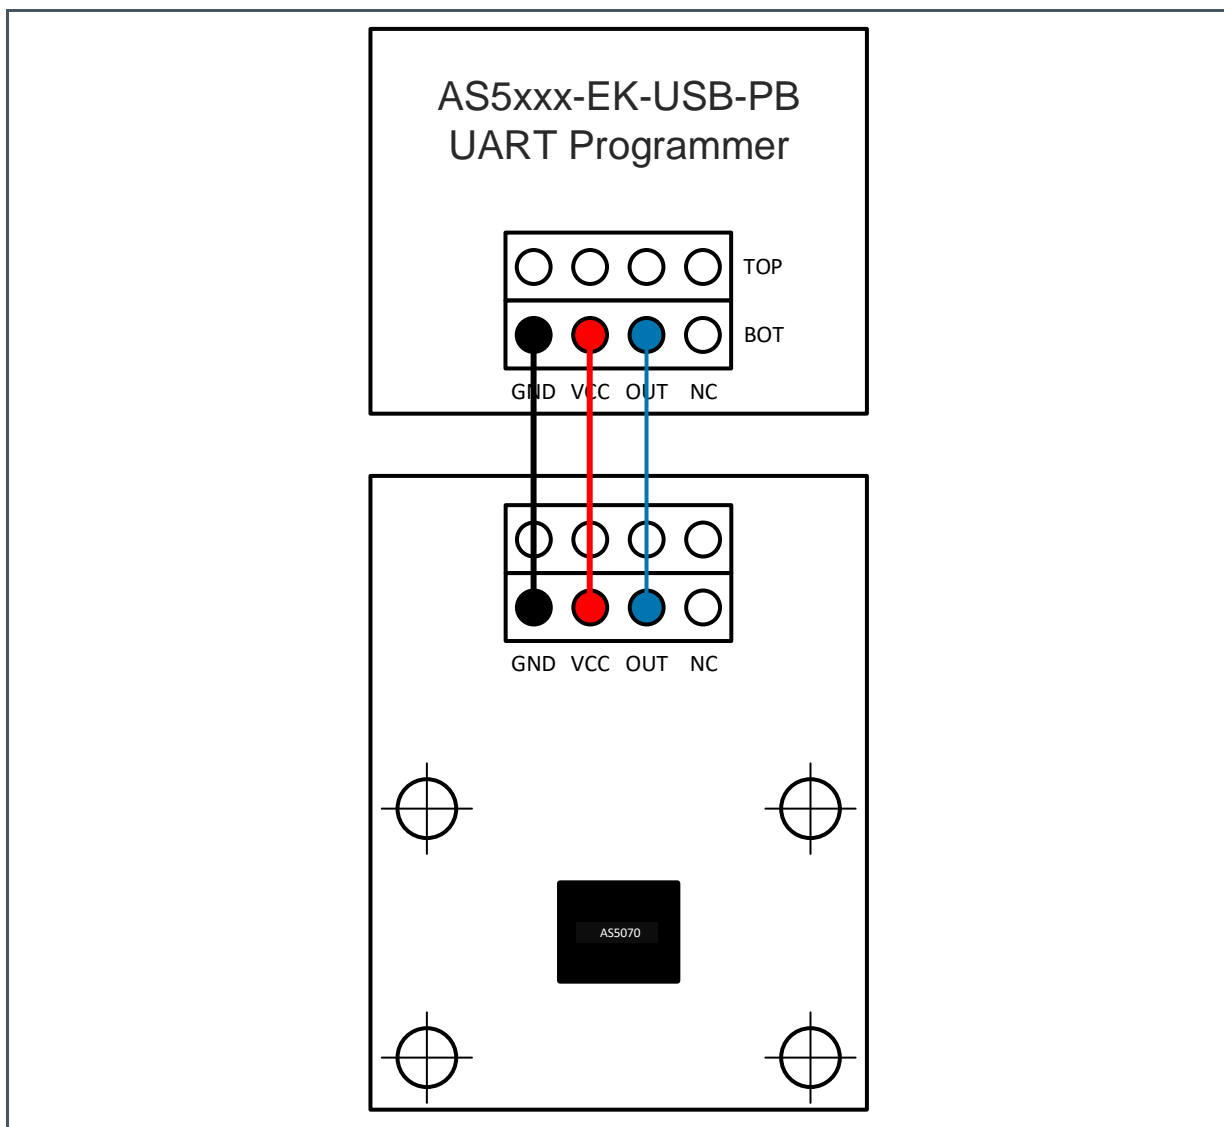 AS5xxx-EK-USB-PB
UART Programmer
TOP
BOT
GND VCC OUT NC
GND VCC OUT NC
AS5070